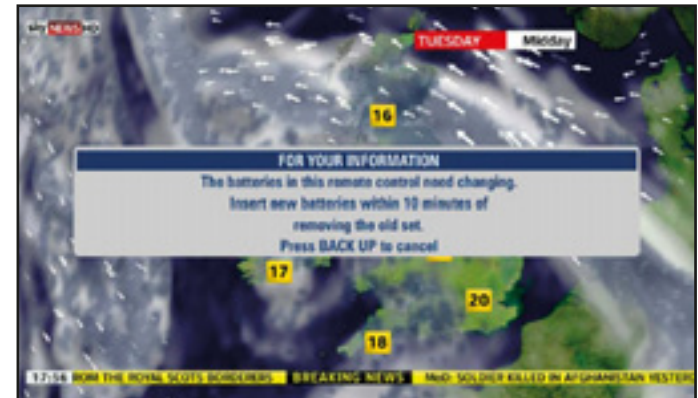 sky NEWS HD
TUESDAY Midday
16
FOR YOUR INFORMATION
The batteries in this remote control need changing.
Insert new batteries within 10 minutes of
removing the old set.
Press BACK UP to cancel
17
20
18
17:56 ROM THE ROYAL SCOTS BORDERERS BREAKING NEWS MoD: SOLDIER KILLED IN AFGHANISTAN YESTER